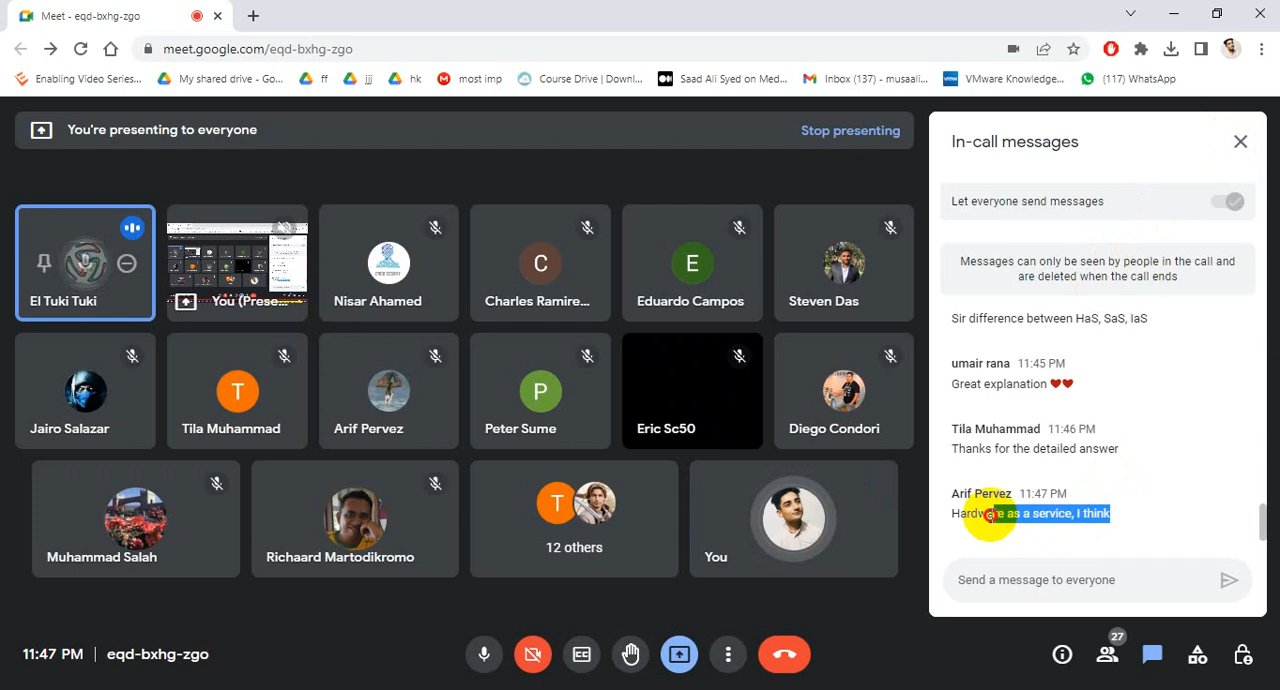 Meet - eqd-bxhg-zgo
meet.google.com/eqd-bxhg-zgo
Enabling Video Series...
My shared drive - Go...
ff
jjj
hk
most imp
Course Drive | Downl...
Saad Ali Syed on Med...
Inbox (137) - musaali...
VMware Knowledge...
(117) WhatsApp
You're presenting to everyone
Stop presenting
El Tuki Tuki
You (Prese...
Nisar Ahamed
C
Charles Ramire...
E
Eduardo Campos
Steven Das
Jairo Salazar
T
Tila Muhammad
Arif Pervez
P
Peter Sume
Eric Sc50
Diego Condori
Muhammad Salah
Richaard Martodikromo
T
12 others
You
In-call messages
Let everyone send messages
Messages can only be seen by people in the call and
are deleted when the call ends
Sir difference between HaS, SaS, IaS
umair rana 11:45 PM
Great explanation ❤❤
Tila Muhammad 11:46 PM
Thanks for the detailed answer
Arif Pervez 11:47 PM
Hardware as a service, I think
Send a message to everyone
11:47 PM | eqd-bxhg-zgo
27